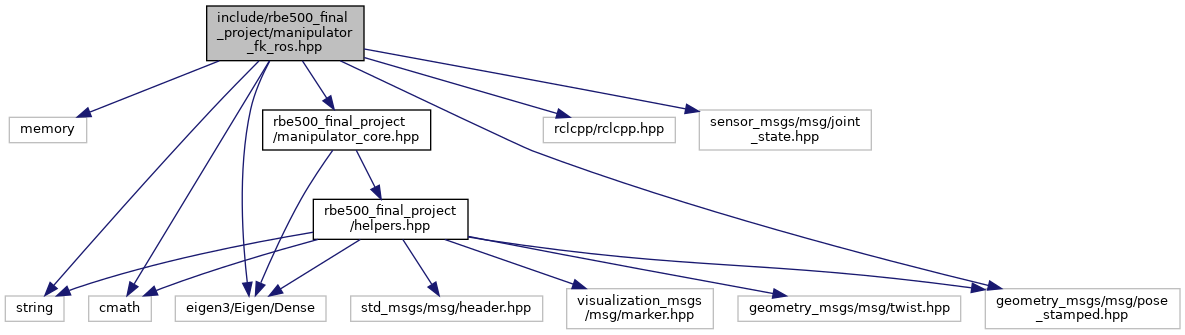 include/rbe500_final
_project/manipulator
_fk_ros.hpp
memory
rbe500_final_project
/manipulator_core.hpp
rclcpp/rclcpp.hpp
sensor_msgs/msg/joint
_state.hpp
rbe500_final_project
/helpers.hpp
string
cmath
eigen3/Eigen/Dense
std_msgs/msg/header.hpp
visualization_msgs
/msg/marker.hpp
geometry_msgs/msg/twist.hpp
geometry_msgs/msg/pose
_stamped.hpp